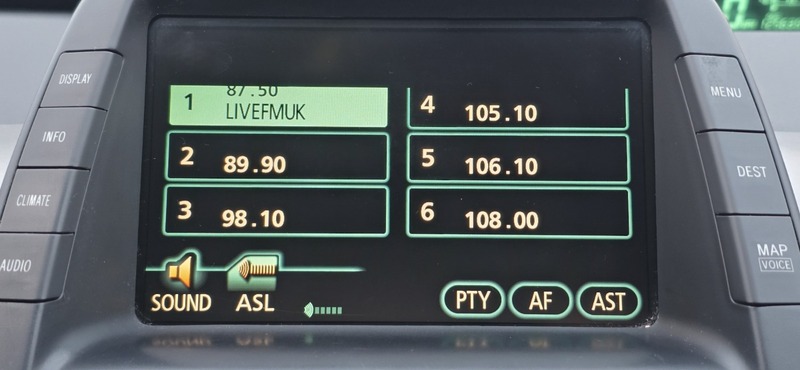 DISPLAY
INFO
CLIMATE
AUDIO
1 87.50
LIVEFMUK
2 89.90
3 98.10
4 105.10
5 106.10
6 108.00
SOUND
ASL
PTY
AF
AST
MENU
DEST
MAP
VOICE